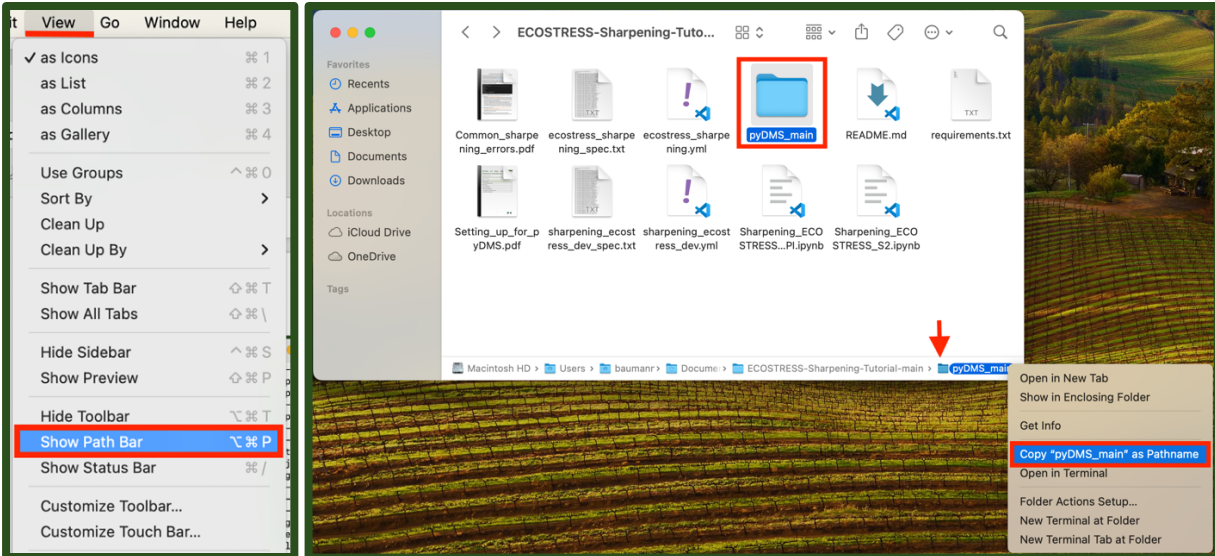 it View Go Window Help
✓ as Icons ⌘ 1
as List ⌘ 2
as Columns ⌘ 3
as Gallery ⌘ 4
Use Groups ^ ⌘ 0
Sort By >
Clean Up
Clean Up By >
Show Tab Bar ⇧ ⌘ T
Show All Tabs ⇧ ⌘ \
Hide Sidebar ^ ⌘ S
Show Preview ⇧ ⌘ P
Hide Toolbar ⌥ ⌘ T
Show Path Bar ⌥ ⌘ P
Show Status Bar ⌘ /
Customize Toolbar...
Customize Touch Bar...
ECOSTRESS-Sharpening-Tuto...
Favorites
Recents
Applications
Desktop
Documents
Downloads
Locations
iCloud Drive
OneDrive
Tags
Common_sharpe
ning_errors.pdf
TXT
ecostress_sharpe
ning_spec.txt
ecostress_sharpe
ning.yml
pyDMS_main
README.md
TXT
requirements.txt
Setting_up_for_p
yDMS.pdf
TXT
sharpening_ecost
ress_dev_spec.txt
sharpening_ecost
ress_dev.yml
Sharpening_ECO
STRESS...PI.ipynb
Sharpening_ECO
STRESS_S2.ipynb
Macintosh HD > Users > baumanr > Docume > ECOSTRESS-Sharpening-Tutorial-main > pyDMS_main
Open in New Tab
Show in Enclosing Folder
Get Info
Copy “pyDMS_main” as Pathname
Open in Terminal
Folder Actions Setup...
New Terminal at Folder
New Terminal Tab at Folder